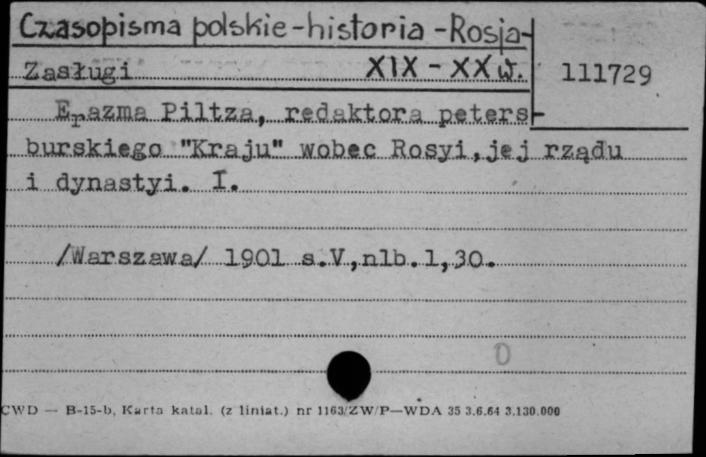 Czasopisma polskie-historia-Rosja-
Zasługi XIX - XX w. 111729
Erazma Piltza, redaktora peters-
burskiego "Kraju" wobec Rosyi, jej rządu
i dynastyi. I.
/Warszawa/ 1901 s.V,nlb.1,30.
0
CWD — B-15-b, Karta katal. (z liniat.) nr 1163/ZW/P—WDA 35 3.6.64 3.130.000